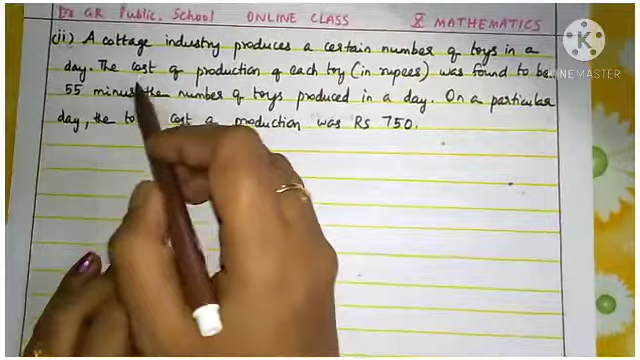 Dr GR Public School ONLINE CLASS X MATHEMATICS
(ii) A cottage industry produces a certain number of toys in a
day. The cost of production of each toy (in rupees) was found to be
55 minus the number of toys produced in a day. On a particular
day, the cost production was Rs 750.
KINEMASTER